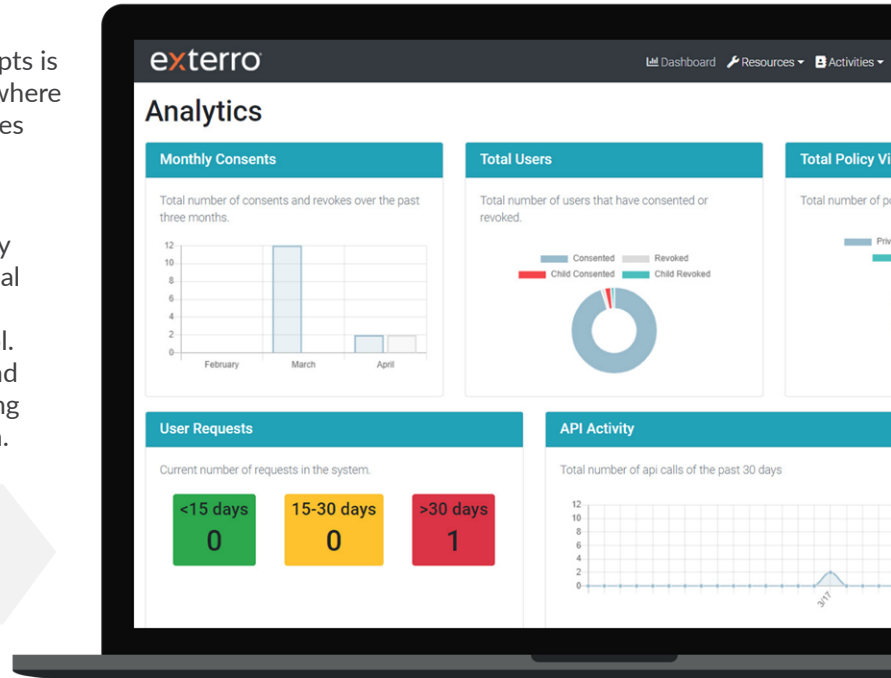 pts is
where
es
y
al
l.
nd
ng
n.
exterro
Dashboard Resources Activities
Analytics
Monthly Consents
Total number of consents and revokes over the past
three months.
12
10
8
6
4
2
0
February March April
Total Users
Total number of users that have consented or
revoked.
Consented Revoked
Child Consented Child Revoked
Total Policy Vi
Total number of po
Priv
User Requests
Current number of requests in the system.
<15 days
0
15-30 days
0
>30 days
1
API Activity
Total number of api calls of the past 30 days
12
10
8
6
4
2
0
3/17